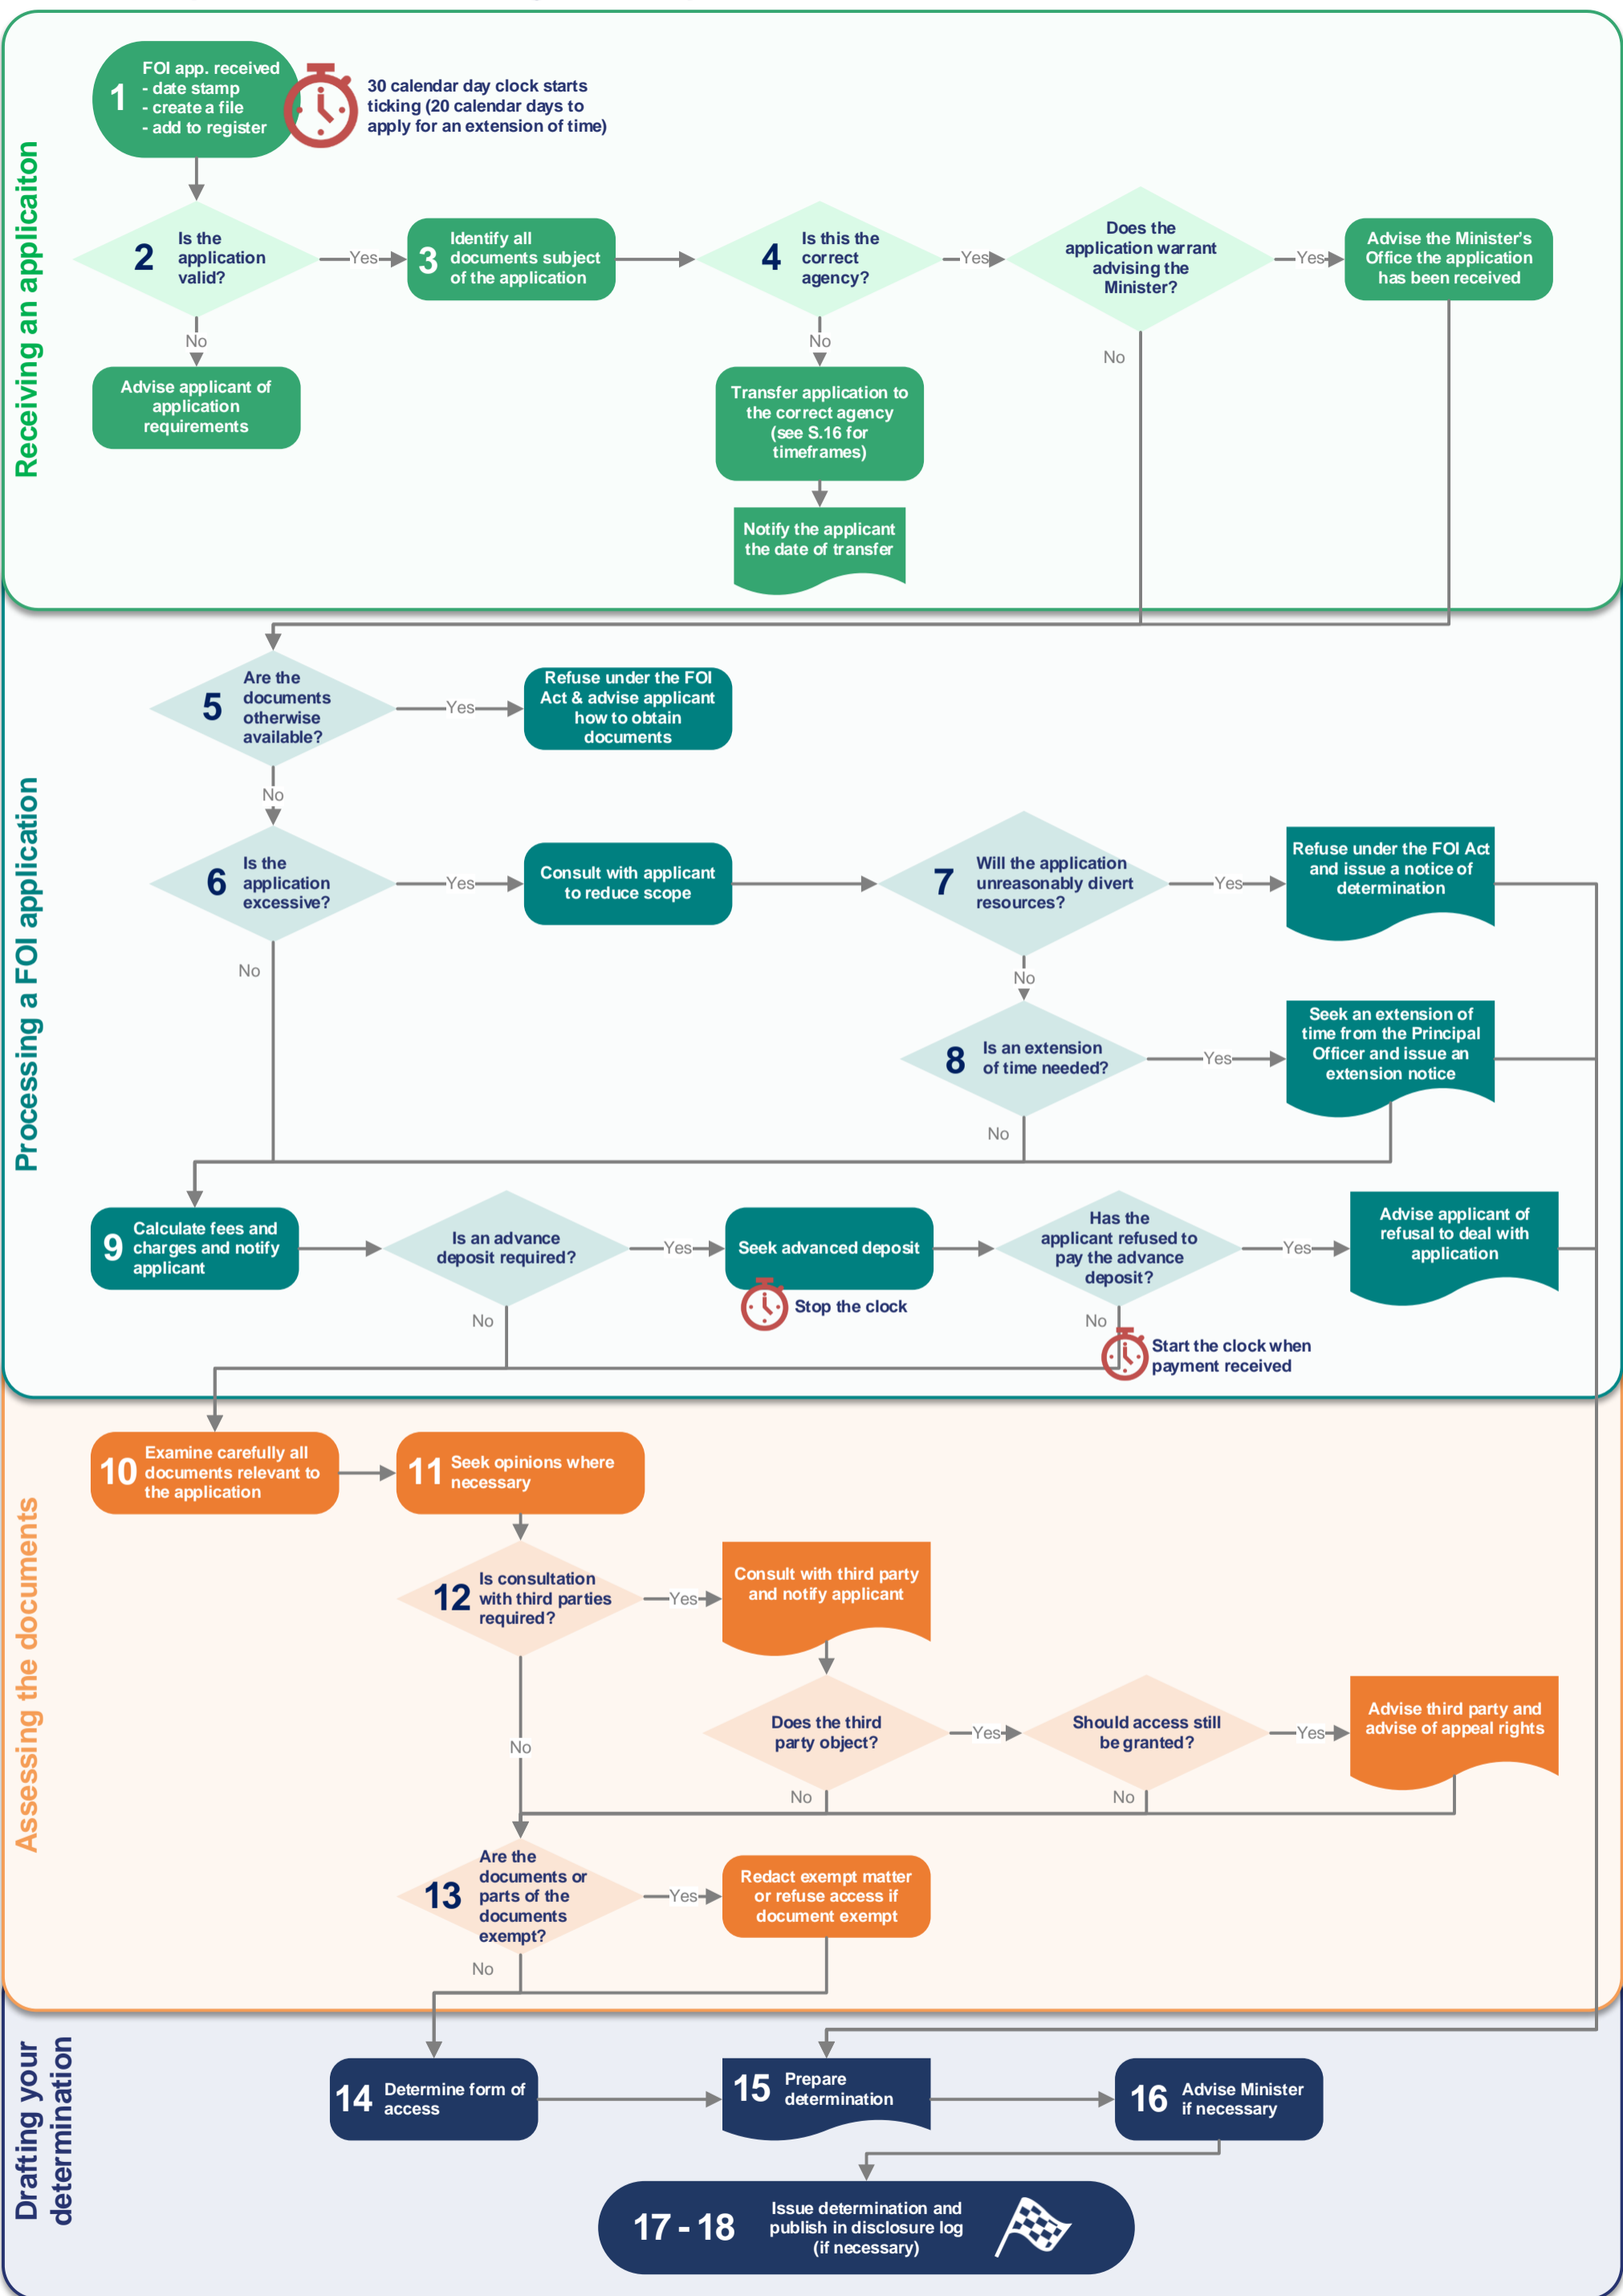 Receiving an applicaiton
1
FOI app. received
- date stamp
- create a file
- add to register
30 calendar day clock starts
ticking (20 calendar days to
apply for an extension of time)
2
Is the
application
valid?
Yes
3
Identify all
documents subject
of the application
4
Is this the
correct
agency?
Yes
Does the
application warrant
advising the
Minister?
Yes
Advise the Minister's
Office the application
has been received
No
No
No
Advise applicant of
application
requirements
Transfer application to
the correct agency
(see S.16 for
timeframes)
Notify the applicant
the date of transfer
Processing a FOI application
5
Are the
documents
otherwise
available?
Yes
Refuse under the FOI
Act & advise applicant
how to obtain
documents
No
6
Is the
application
excessive?
Yes
Consult with applicant
to reduce scope
7
Will the application
unreasonably divert
resources?
Yes
Refuse under the FOI Act
and issue a notice of
determination
No
No
8
Is an extension
of time needed?
Yes
Seek an extension of
time from the Principal
Officer and issue an
extension notice
No
9
Calculate fees and
charges and notify
applicant
Is an advance
deposit required?
Yes
Seek advanced deposit
Stop the clock
Has the
applicant refused to
pay the advance
deposit?
Yes
Advise applicant of
refusal to deal with
application
No
No
Start the clock when
payment received
Assessing the documents
10
Examine carefully all
documents relevant to
the application
11
Seek opinions where
necessary
12
Is consultation
with third parties
required?
Yes
Consult with third party
and notify applicant
No
Does the third
party object?
Yes
Should access still
be granted?
Yes
Advise third party and
advise of appeal rights
No
No
13
Are the
documents or
parts of the
documents
exempt?
Yes
Redact exempt matter
or refuse access if
document exempt
No
Drafting your
determination
14
Determine form of
access
15
Prepare
determination
16
Advise Minister
if necessary
17 - 18
Issue determination and
publish in disclosure log
(if necessary)